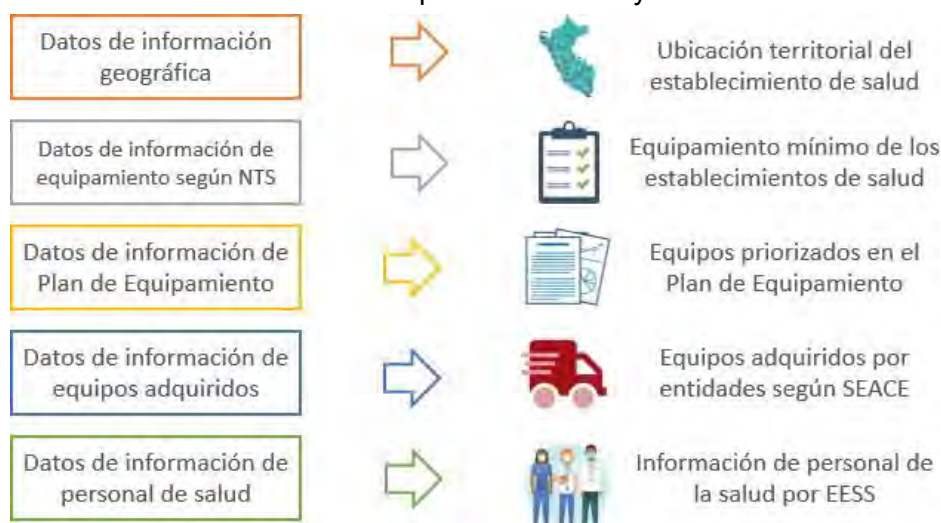 Datos de información
geográfica
Ubicación territorial del
establecimiento de salud
Datos de información de
equipamiento según NTS
Equipamiento mínimo de los
establecimientos de salud
Datos de información de
Plan de Equipamiento
Equipos priorizados en el
Plan de Equipamiento
Datos de información de
equipos adquiridos
Equipos adquiridos por
entidades según SEACE
Datos de información de
personal de salud
Información de personal de
la salud por EESS